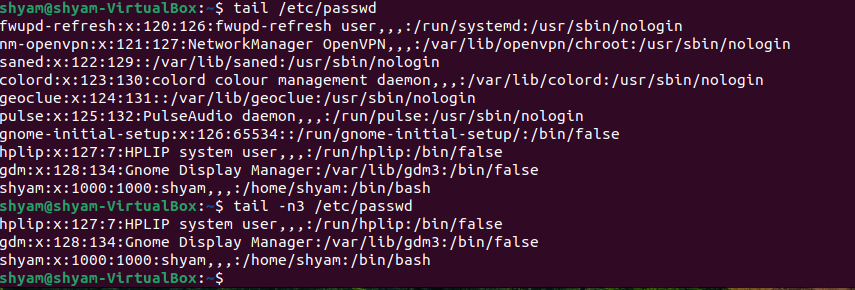 shyam@shyam-VirtualBox:~$ tail /etc/passwd
fwupd-refresh:x:120:126:fwupd-refresh user,,,:/run/systemd:/usr/sbin/nologin
nm-openvpn:x:121:127:NetworkManager OpenVPN,,,:/var/lib/openvpn/chroot:/usr/sbin/nologin
saned:x:122:129::/var/lib/saned:/usr/sbin/nologin
colord:x:123:130:colord colour management daemon,,,:/var/lib/colord:/usr/sbin/nologin
geoclue:x:124:131::/var/lib/geoclue:/usr/sbin/nologin
pulse:x:125:132:PulseAudio daemon,,,:/run/pulse:/usr/sbin/nologin
gnome-initial-setup:x:126:65534::/run/gnome-initial-setup/:/bin/false
hplip:x:127:7:HPLIP system user,,,:/run/hplip:/bin/false
gdm:x:128:134:Gnome Display Manager:/var/lib/gdm3:/bin/false
shyam:x:1000:1000:shyam,,,:/home/shyam:/bin/bash
shyam@shyam-VirtualBox:~$ tail -n3 /etc/passwd
hplip:x:127:7:HPLIP system user,,,:/run/hplip:/bin/false
gdm:x:128:134:Gnome Display Manager:/var/lib/gdm3:/bin/false
shyam:x:1000:1000:shyam,,,:/home/shyam:/bin/bash
shyam@shyam-VirtualBox:~$